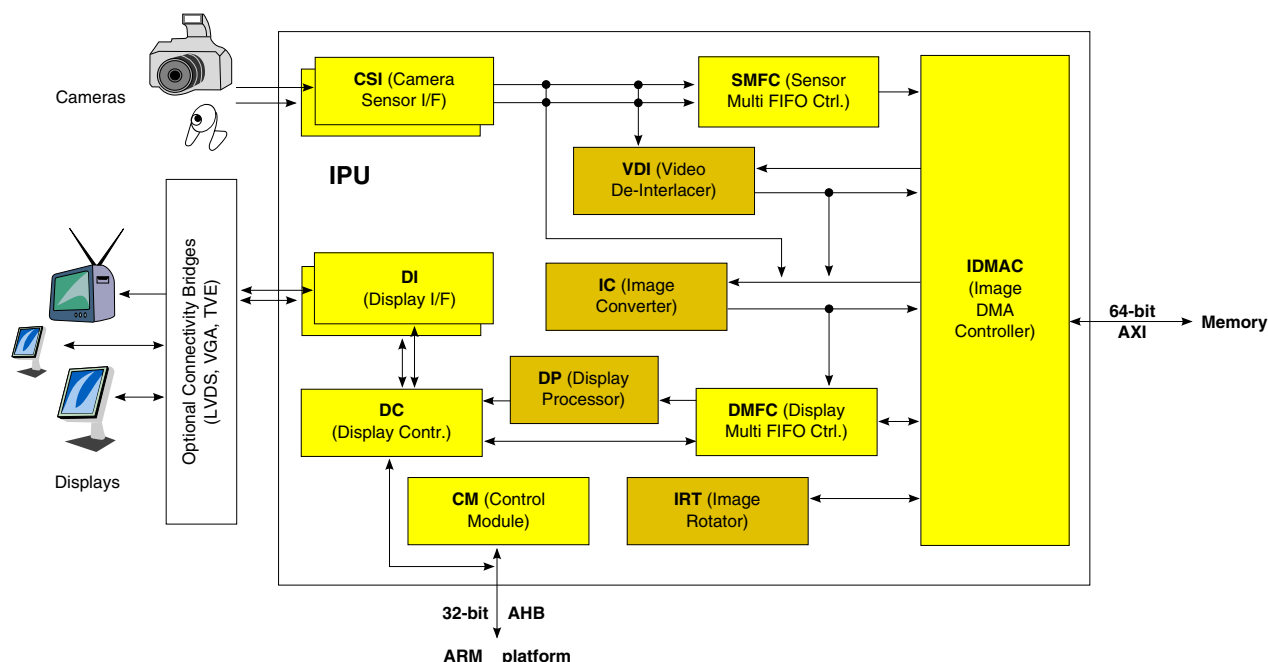 Cameras
CSI (Camera
Sensor I/F)
SMFC (Sensor
Multi FIFO Ctrl.)
IPU
VDI (Video
De-Interlacer)
Optional Connectivity Bridges
(LVDS, VGA, TVE)
DI
(Display I/F)
IC (Image
Converter)
IDMAC
(Image
DMA
Controller)
64-bit
AXI
Memory
DP (Display
Processor)
DC
(Display Contr.)
DMFC (Display
Multi FIFO Ctrl.)
Displays
CM (Control
Module)
IRT (Image
Rotator)
32-bit AHB
ARM platform